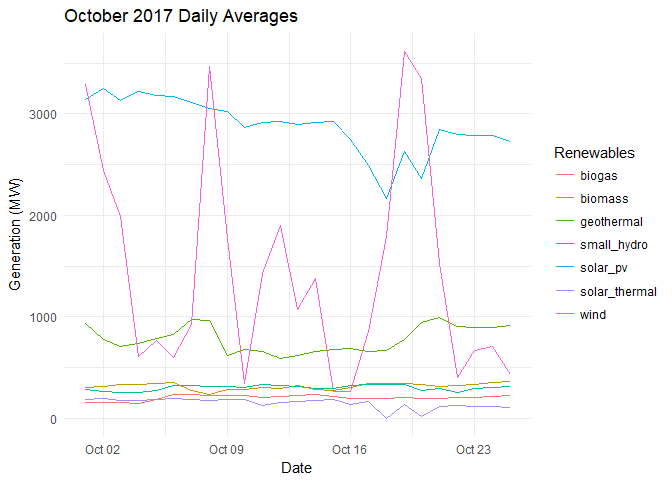 October 2017 Daily Averages
Generation (MW)
3000
2000
1000
0
Oct 02
Oct 09
Oct 16
Oct 23
Date
Renewables
biogas
biomass
geothermal
small_hydro
solar_pv
solar_thermal
wind